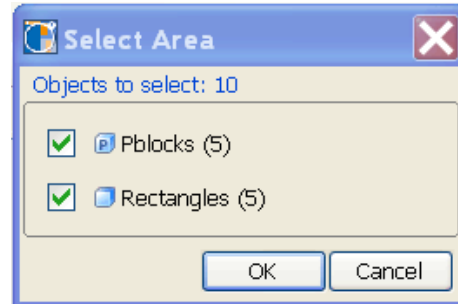 Select Area
Objects to select: 10
Pblocks (5)
Rectangles (5)
OK Cancel